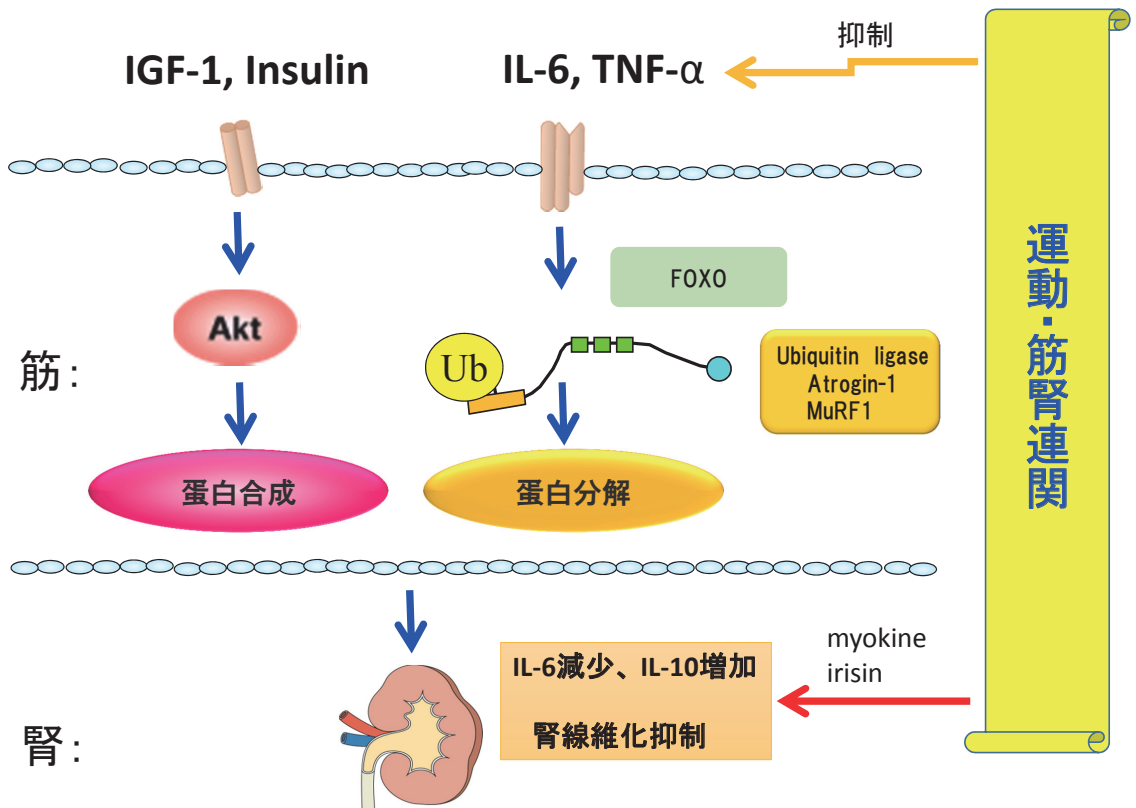 抑制
IGF-1, Insulin
IL-6, TNF-α
FOXO
Akt
筋:
Ub
Ubiquitin ligase
Atrogin-1
MuRF1
蛋白合成
蛋白分解
運動・筋腎連関
myokine
irisin
IL-6減少、IL-10増加
腎線維化抑制
腎: